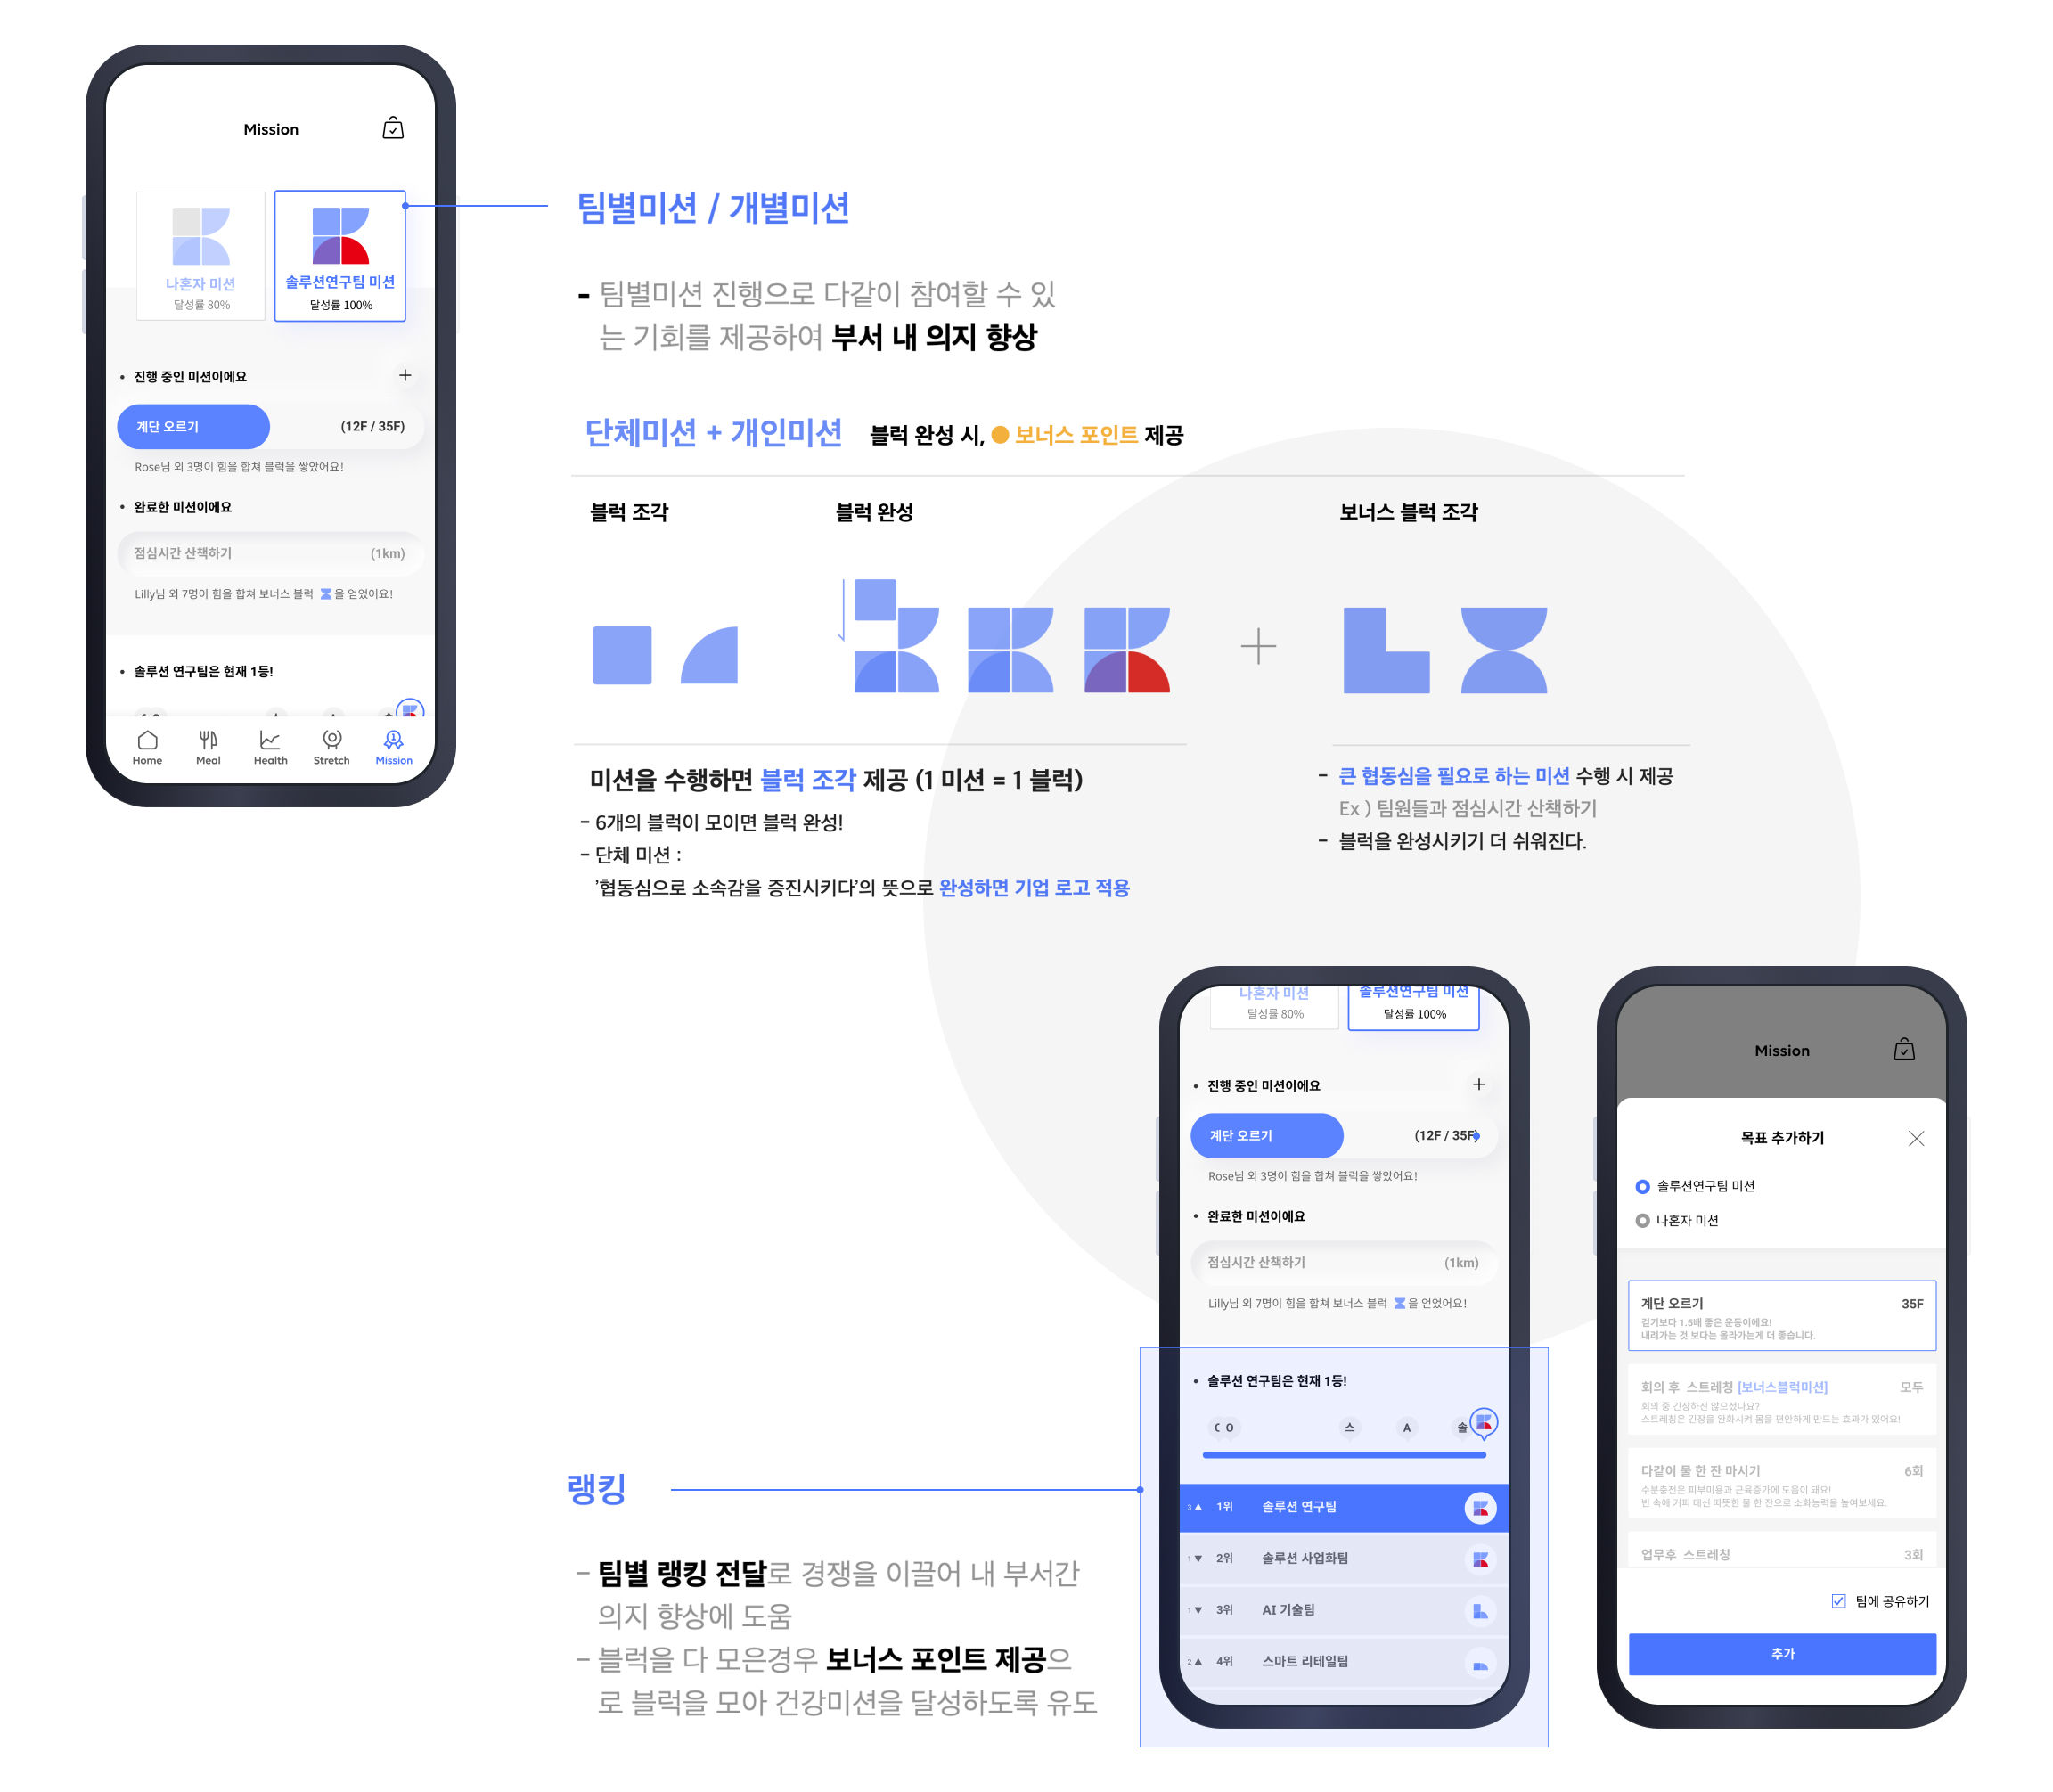 Mission
나혼자 미션
달성률 80%
솔루션연구팀 미션
달성률 100%
• 진행 중인 미션이에요
+
계단 오르기
(12F / 35F)
Rose님 외 3명이 힘을 합쳐 블럭을 쌓았어요!
• 완료한 미션이에요
점심시간 산책하기
(1km)
Lilly님 외 7명이 힘을 합쳐 보너스 블럭 을 얻었어요!
• 솔루션 연구팀은 현재 1등!
Home
Meal
Health
Stretch
Mission
팀별미션 / 개별미션
- 팀별미션 진행으로 다같이 참여할 수 있
는 기회를 제공하여 부서 내 의지 향상
단체미션 + 개인미션
블럭 완성 시, 보너스 포인트 제공
블럭 조각
블럭 완성
보너스 블럭 조각
미션을 수행하면 블럭 조각 제공 (1 미션 = 1 블럭)
- 6개의 블럭이 모이면 블럭 완성!
- 단체 미션 :
'협동심으로 소속감을 증진시키다'의 뜻으로 완성하면 기업 로고 적용
- 큰 협동심을 필요로 하는 미션 수행 시 제공
Ex ) 팀원들과 점심시간 산책하기
- 블럭을 완성시키기 더 쉬워진다.
나혼자 미션
달성률 80%
솔루션연구팀 미션
달성률 100%
• 진행 중인 미션이에요
+
계단 오르기
(12F / 35F)
Rose님 외 3명이 힘을 합쳐 블럭을 쌓았어요!
• 완료한 미션이에요
점심시간 산책하기
(1km)
Lilly님 외 7명이 힘을 합쳐 보너스 블럭 을 얻었어요!
• 솔루션 연구팀은 현재 1등!
O
스
A
솔
3 ▲ 1위 솔루션 연구팀
1 ▼ 2위 솔루션 사업화팀
1 ▼ 3위 AI 기술팀
2 ▲ 4위 스마트 리테일팀
Mission
목표 추가하기
솔루션연구팀 미션
나혼자 미션
계단 오르기
35F
걷기보다 1.5배 좋은 운동이에요!
내려가는 것 보다는 올라가는게 더 좋습니다.
회의 후 스트레칭 [보너스블럭미션]
모두
회의 중 긴장하진 않으셨나요?
스트레칭은 긴장을 완화시켜 몸을 편안하게 만드는 효과가 있어요!
다같이 물 한 잔 마시기
6회
수분충전은 피부미용과 근육증가에 도움이 돼요!
빈 속에 커피 대신 따뜻한 물 한 잔으로 소화능력을 높여보세요.
업무후 스트레칭
3회
팀에 공유하기
추가
랭킹
- 팀별 랭킹 전달로 경쟁을 이끌어 내 부서간
의지 향상에 도움
- 블럭을 다 모은경우 보너스 포인트 제공으
로 블럭을 모아 건강미션을 달성하도록 유도